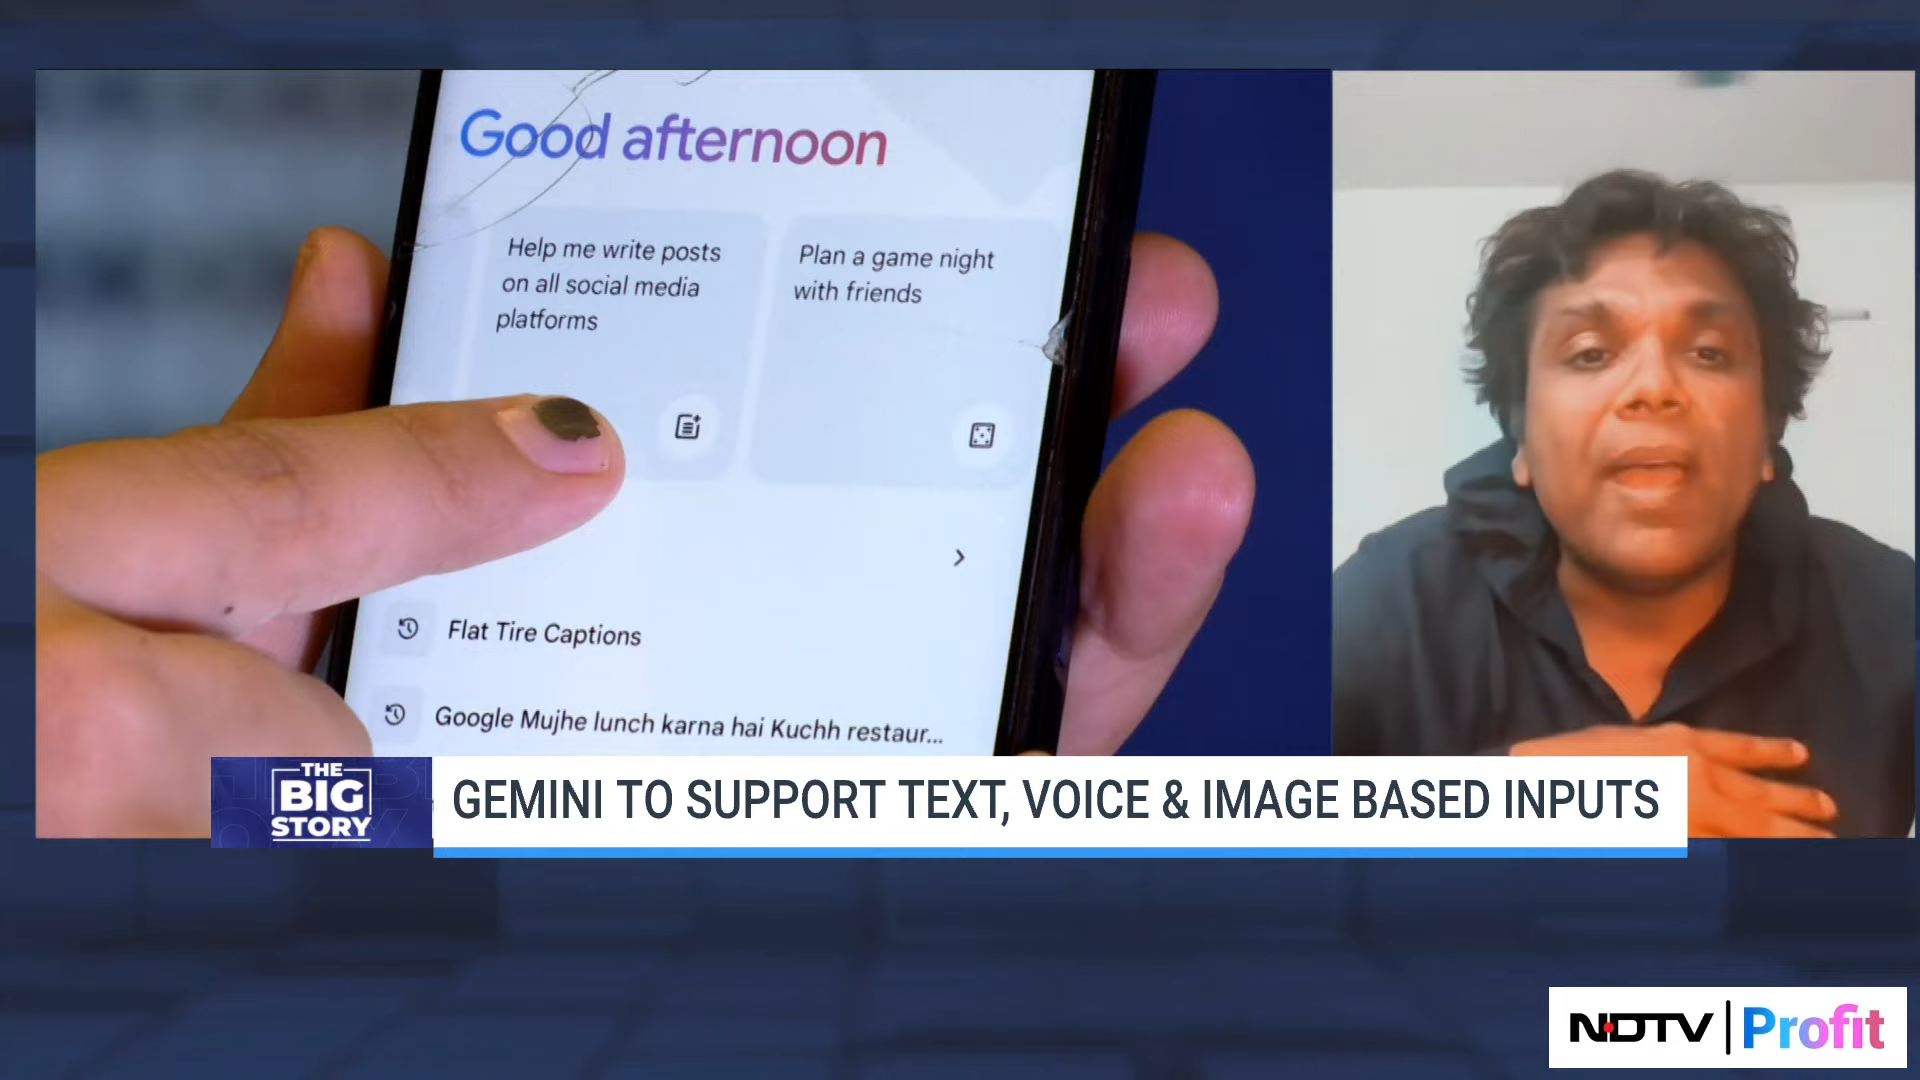 Good afternoon
Help me write posts
on all social media
platforms
Plan a game night
with friends
Flat Tire Captions
Google Mujhe lunch karna hai Kuchh restaur...
THE
BIG
STORY
GEMINI TO SUPPORT TEXT, VOICE & IMAGE BASED INPUTS
NDTV Profit